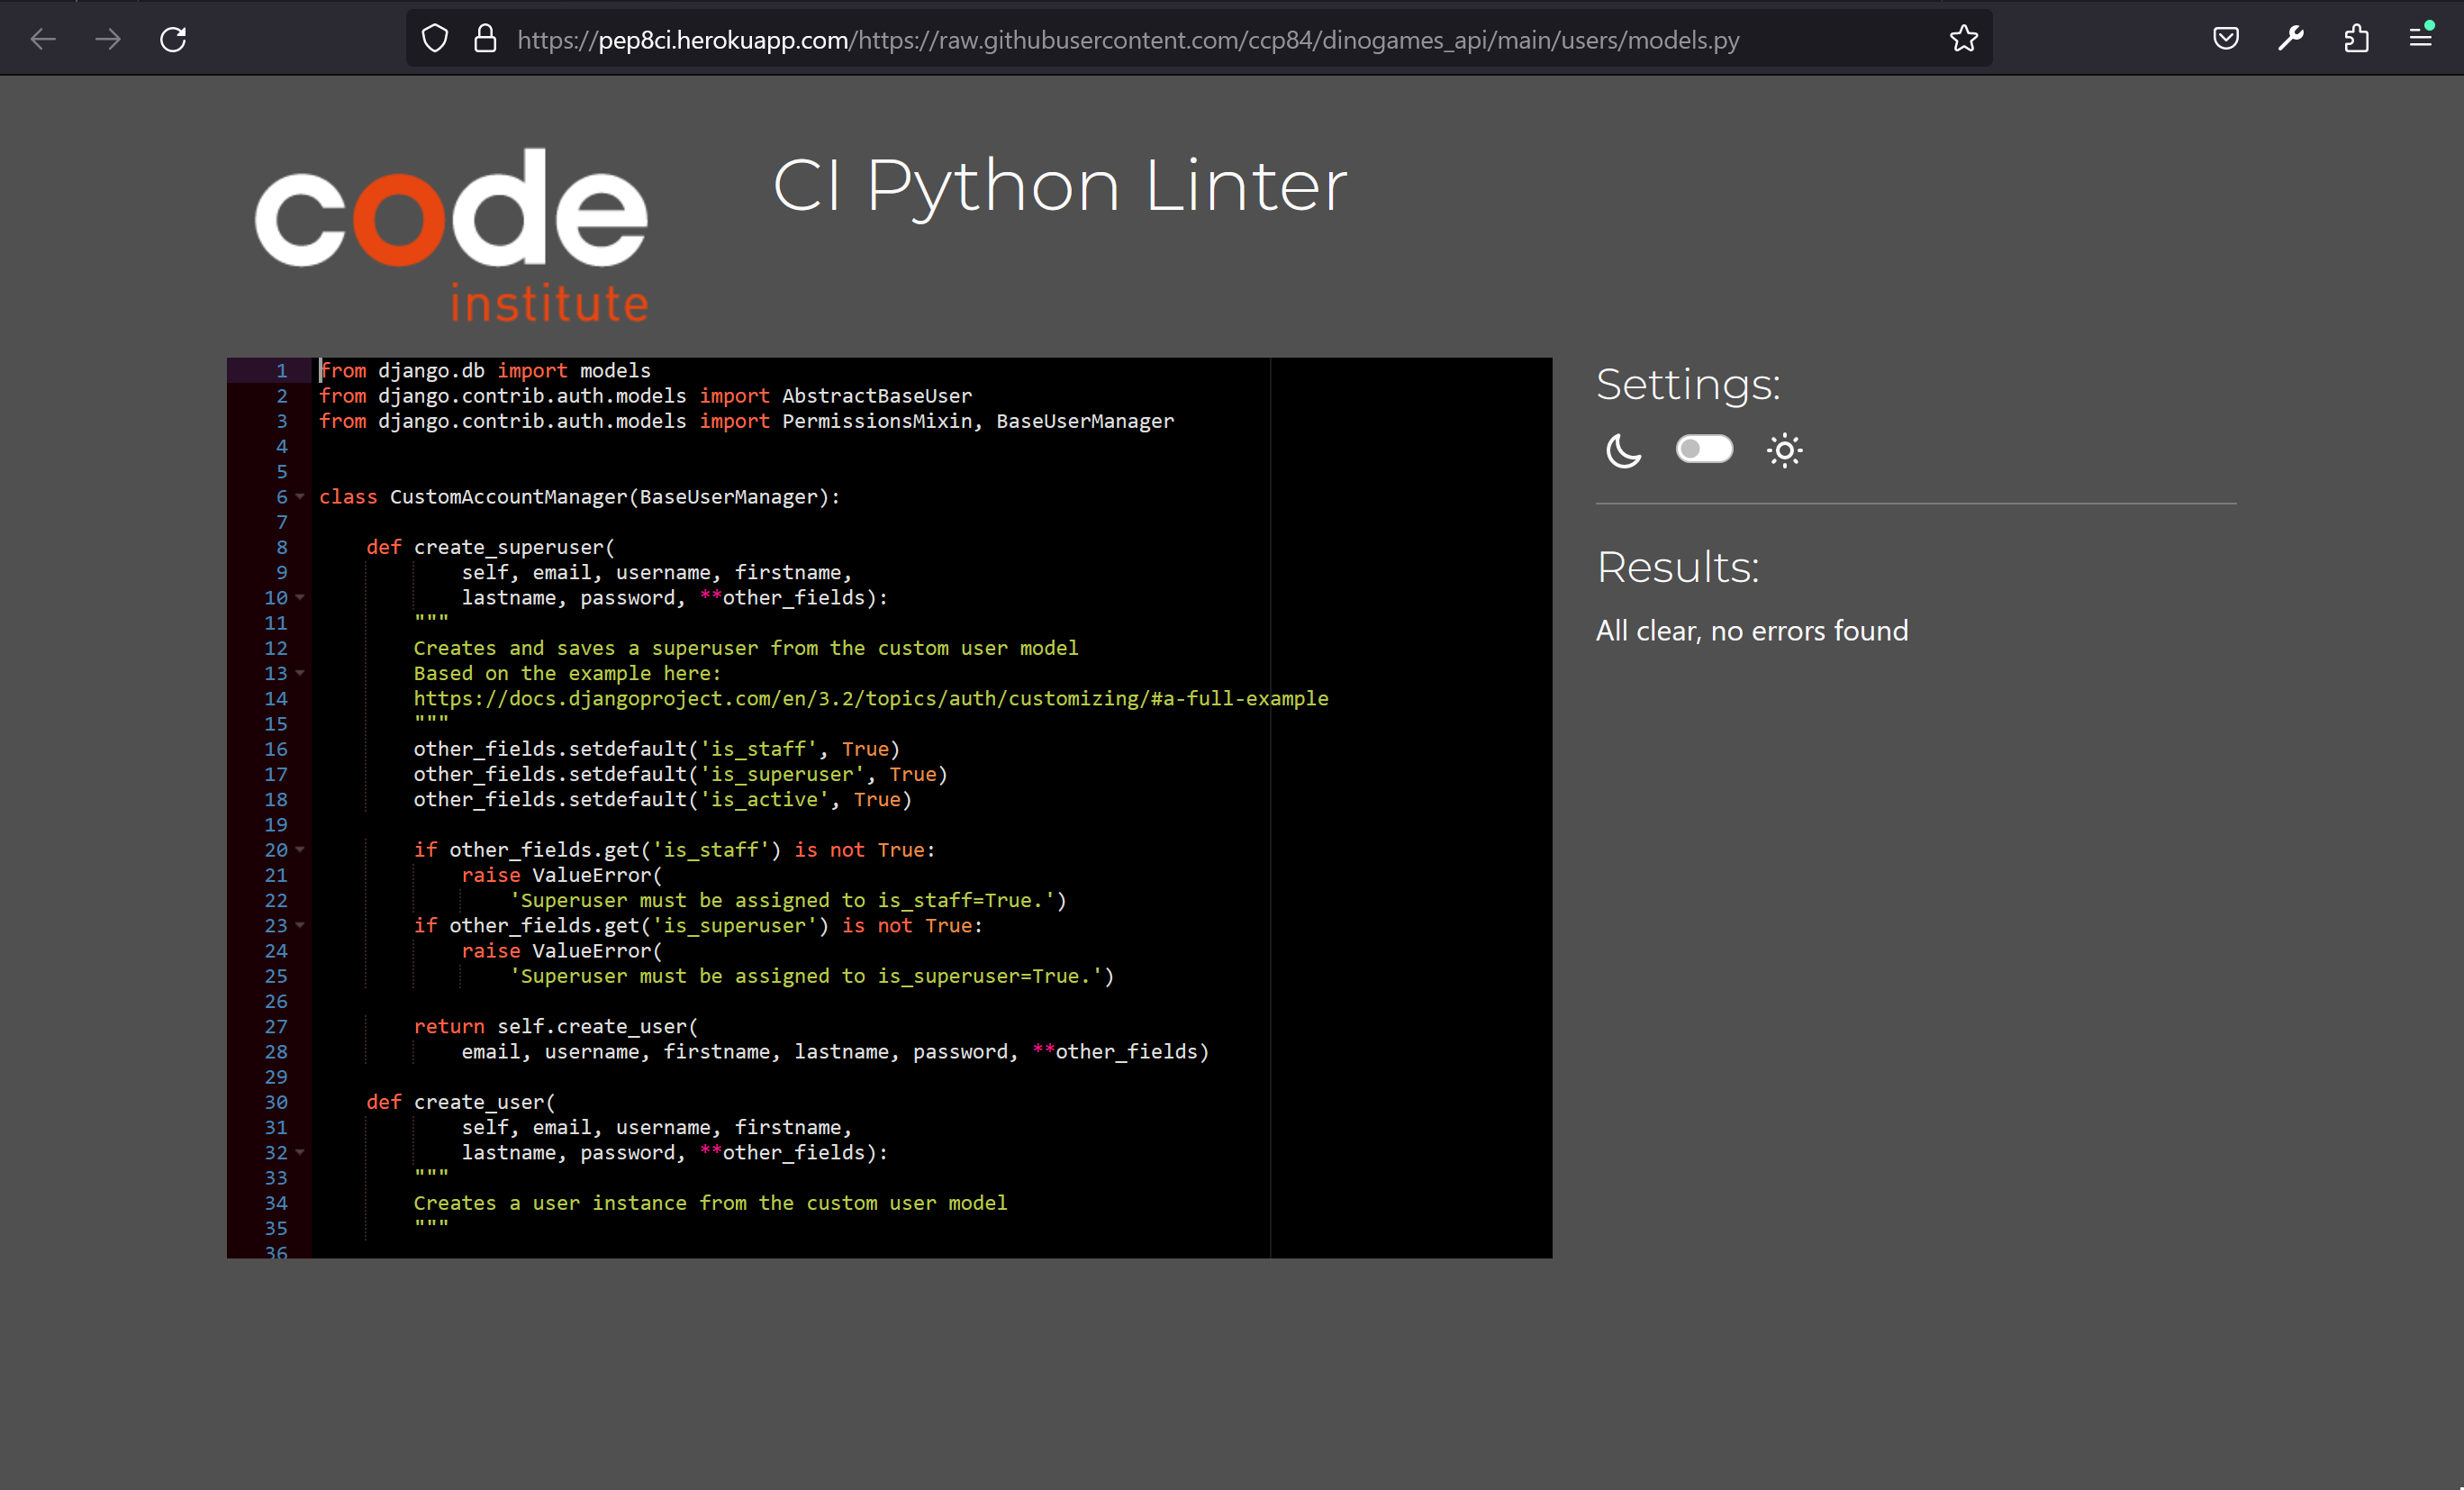 https://pep8ci.herokuapp.com/https://raw.githubusercontent.com/ccp84/dinogames_api/main/users/models.py
code
institute
CI Python Linter
1 from django.db import models
2 from django.contrib.auth.models import AbstractBaseUser
3 from django.contrib.auth.models import PermissionsMixin, BaseUserManager
4
5
6 class CustomAccountManager(BaseUserManager):
7
8     def create_superuser(
9             self, email, username, firstname,
10             lastname, password, **other_fields):
11         """
12         Creates and saves a superuser from the custom user model
13         Based on the example here:
14         https://docs.djangoproject.com/en/3.2/topics/auth/customizing/#a-full-example
15         """
16         other_fields.setdefault('is_staff', True)
17         other_fields.setdefault('is_superuser', True)
18         other_fields.setdefault('is_active', True)
19
20         if other_fields.get('is_staff') is not True:
21             raise ValueError(
22                 'Superuser must be assigned to is_staff=True.')
23         if other_fields.get('is_superuser') is not True:
24             raise ValueError(
25                 'Superuser must be assigned to is_superuser=True.')
26
27         return self.create_user(
28             email, username, firstname, lastname, password, **other_fields)
29
30     def create_user(
31             self, email, username, firstname,
32             lastname, password, **other_fields):
33         """
34         Creates a user instance from the custom user model
35         """
36
Settings:
Results:
All clear, no errors found